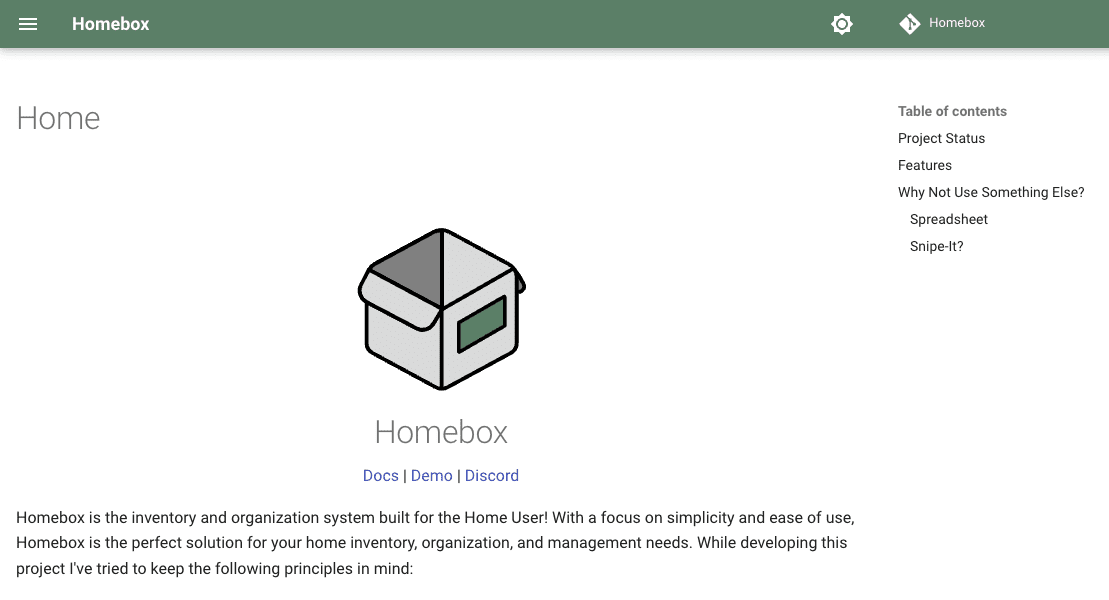 Homebox
Homebox
Home
Table of contents
Project Status
Features
Why Not Use Something Else?
Spreadsheet
Snipe-It?
Homebox
Docs | Demo | Discord
Homebox is the inventory and organization system built for the Home User! With a focus on simplicity and ease of use,
Homebox is the perfect solution for your home inventory, organization, and management needs. While developing this
project I've tried to keep the following principles in mind: